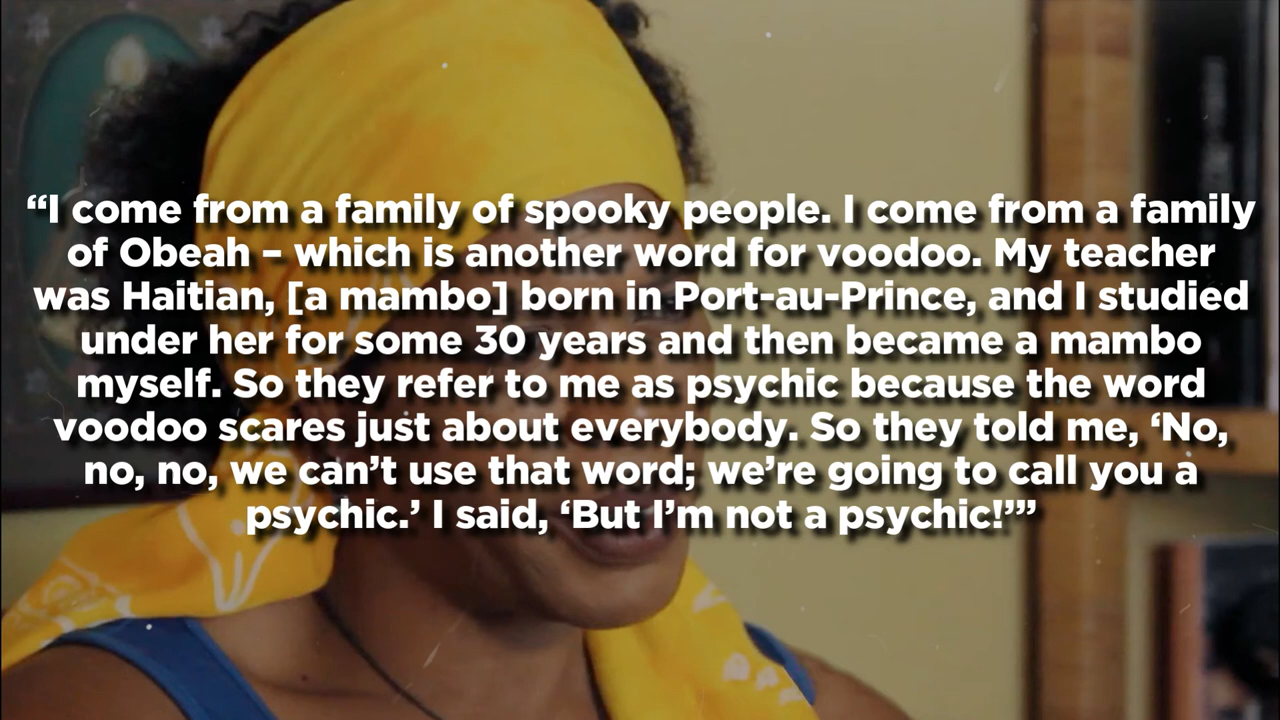 “I come from a family of spooky people. I come from a family
of Obeah – which is another word for voodoo. My teacher
was Haitian, [a mambo] born in Port-au-Prince, and I studied
under her for some 30 years and then became a mambo
myself. So they refer to me as psychic because the word
voodoo scares just about everybody. So they told me, ‘No,
no, no, we can’t use that word; we’re going to call you a
psychic.’ I said, ‘But I’m not a psychic!’”